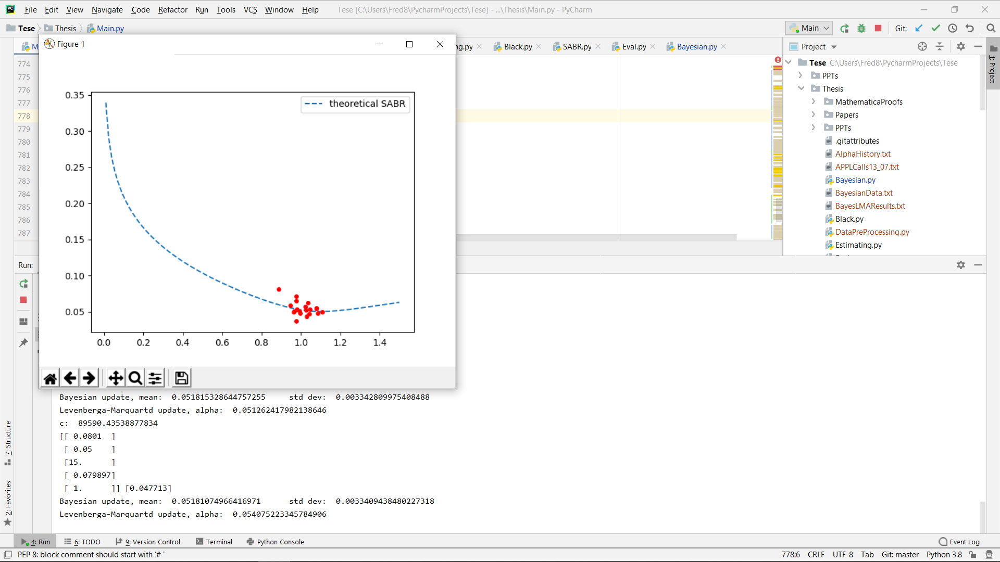 File Edit View Navigate Code Refactor Run Tools VCS Window Help Tese [C:\Users\Fred8\PycharmProjects\Tese] - ...\Thesis\Main.py - PyCharm
Tese Thesis Main.py Main Git:
M ng.py Black.py SABR.py Eval.py Bayesian.py Project
Figure 1
774
775
776
777
778
779
780
781
782
783
784
785
786
787
0.35
0.30
0.25
0.20
0.15
0.10
0.05
theoretical SABR
0.0 0.2 0.4 0.6 0.8 1.0 1.2 1.4
Tese C:\Users\Fred8\PycharmProjects\Tese
PPTs
Thesis
MathematicaProofs
Papers
PPTs
.gitattributes
AlphaHistory.txt
APPLCalls13_07.txt
Bayesian.py
BayesianData.txt
BayesLMAResults.txt
Black.py
DataPreProcessing.py
Estimating.py
1: Project
Run:
Bayesian update, mean: 0.051815328644757255 std dev: 0.003342809975408488
Levenberga-Marquartd update, alpha: 0.051262417982138646
c: 89590.43538877834
[[ 0.0801 ]
[ 0.05 ]
[15. ]
[ 0.079897]
[ 1. ]] [0.047713]
Bayesian update, mean: 0.05181074966416971 std dev: 0.0033409438480227318
Levenberga-Marquartd update, alpha: 0.054075223345784906
7: Structure
2: Favorites
4: Run 6: TODO 9: Version Control Terminal Python Console Event Log
PEP 8: block comment should start with '# ' 778:6 CRLF UTF-8 Tab Git: master Python 3.8